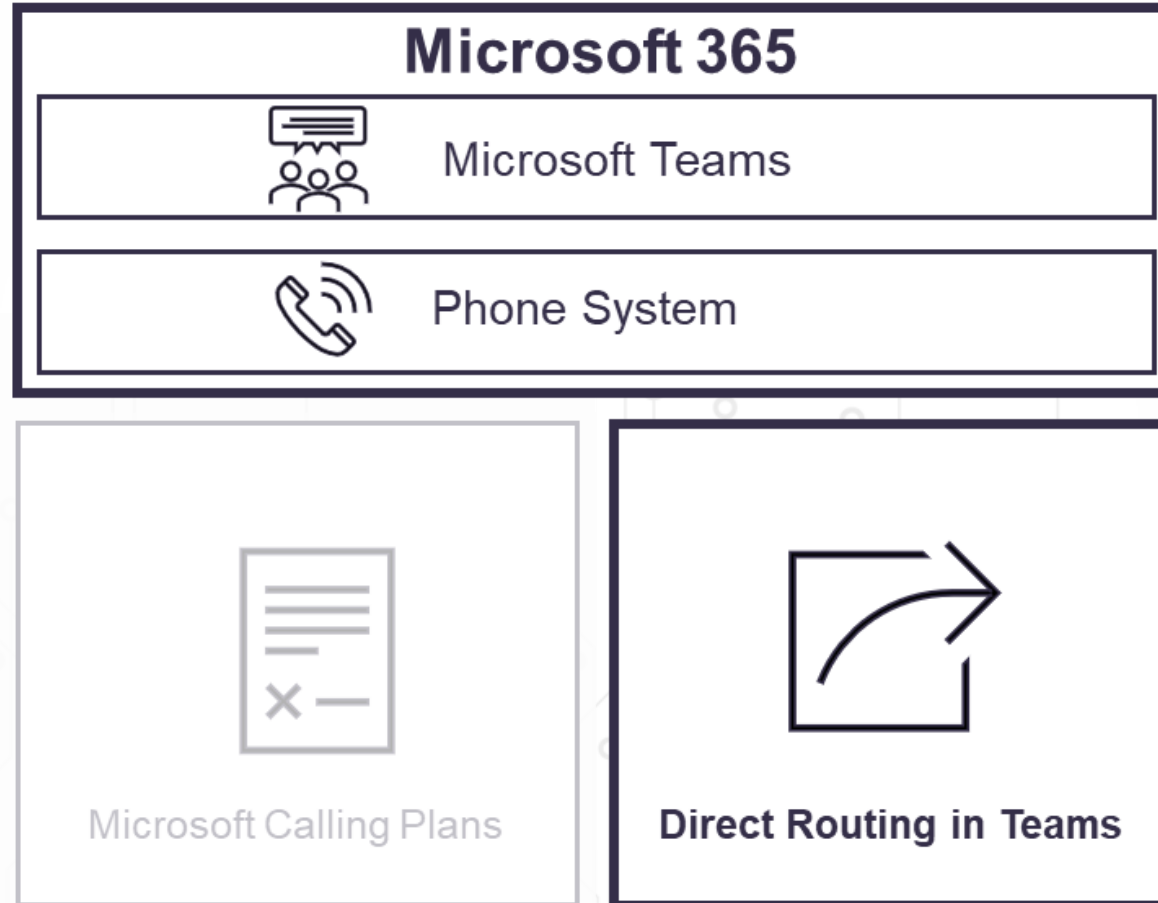 Microsoft 365
Microsoft Teams
Phone System
Microsoft Calling Plans
Direct Routing in Teams